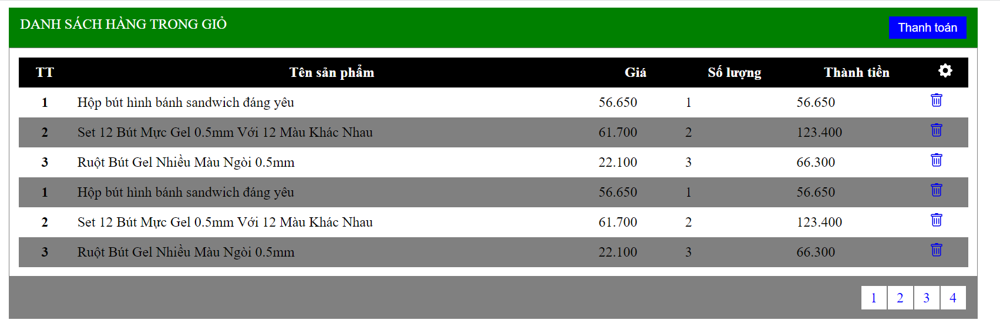 DANH SÁCH HÀNG TRONG GIỎ Thanh toán
TT Tên sản phẩm Giá Số lượng Thành tiền
1 Hộp bút hình bánh sandwich đáng yêu 56.650 1 56.650
2 Set 12 Bút Mực Gel 0.5mm Với 12 Màu Khác Nhau 61.700 2 123.400
3 Ruột Bút Gel Nhiều Màu Ngòi 0.5mm 22.100 3 66.300
1 Hộp bút hình bánh sandwich đáng yêu 56.650 1 56.650
2 Set 12 Bút Mực Gel 0.5mm Với 12 Màu Khác Nhau 61.700 2 123.400
3 Ruột Bút Gel Nhiều Màu Ngòi 0.5mm 22.100 3 66.300
1 2 3 4